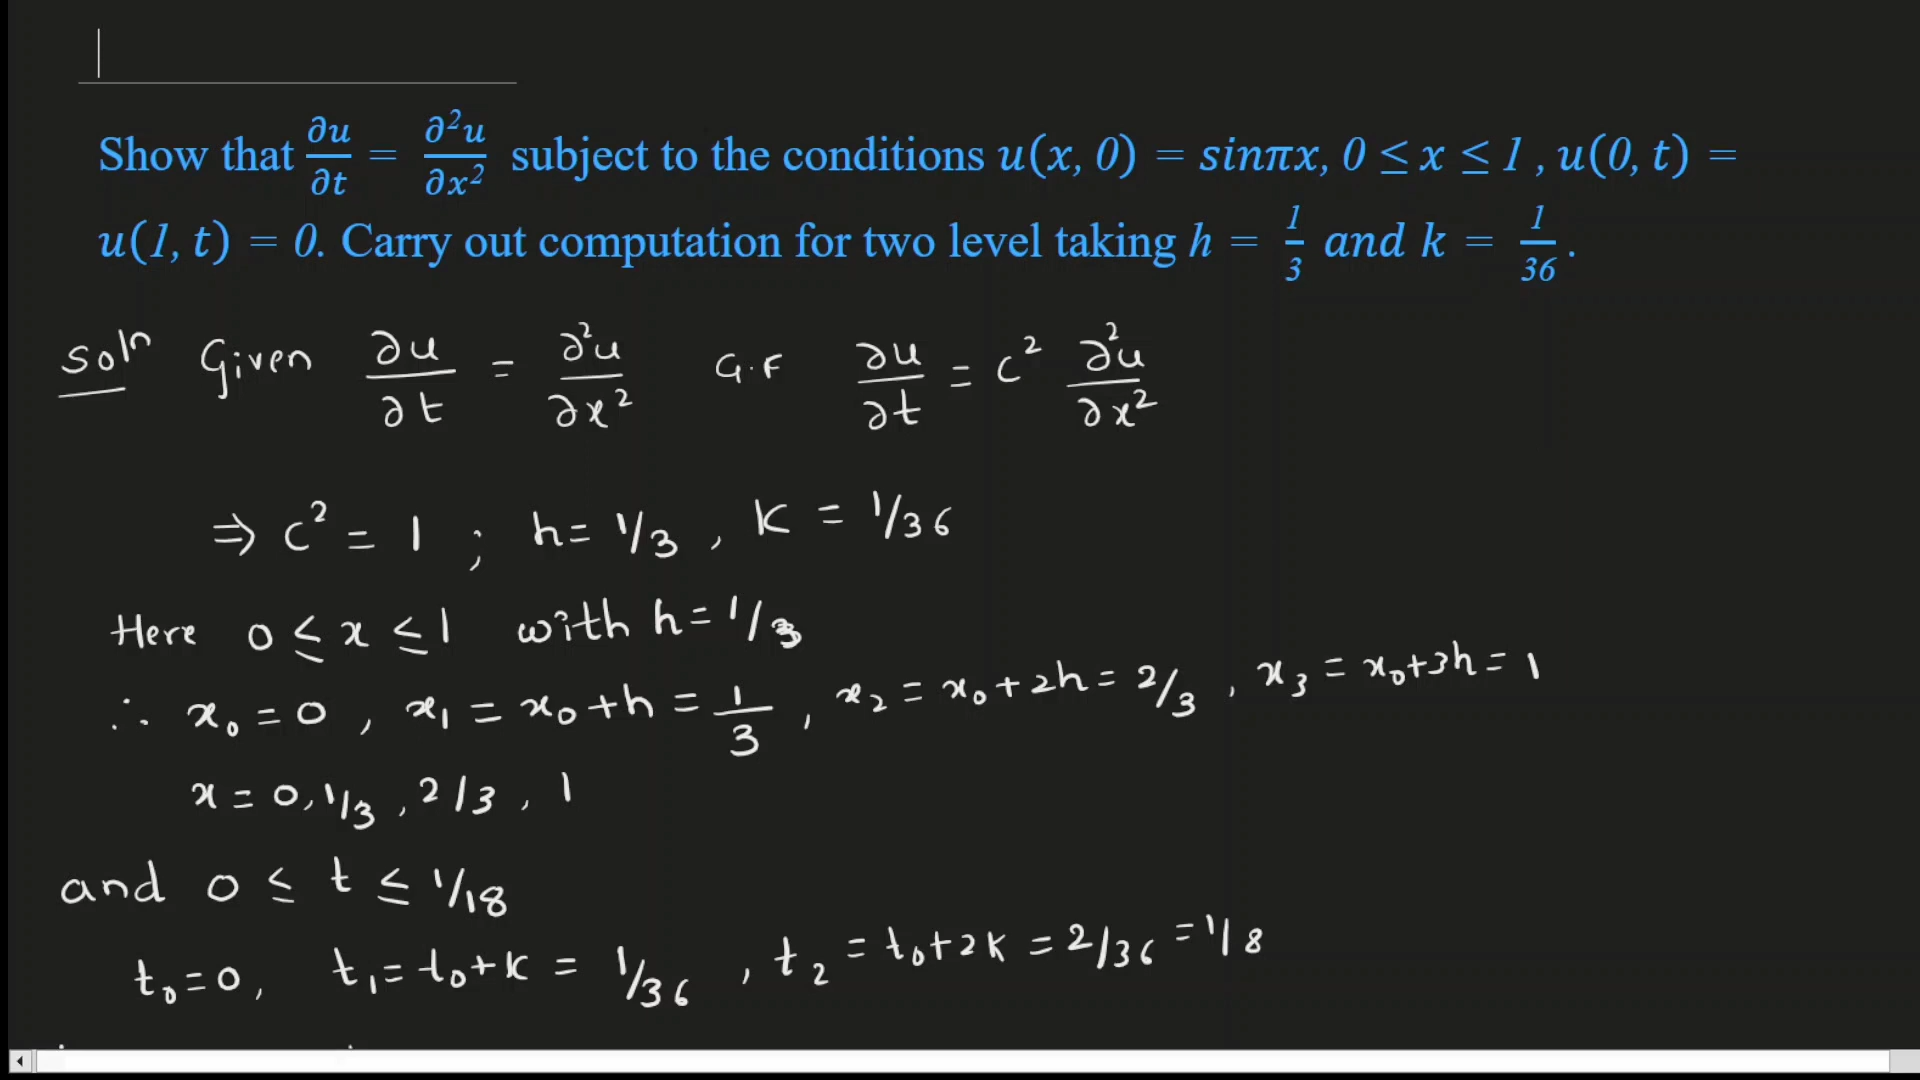 Show that ∂u/∂t = ∂²u/∂x² subject to the conditions u(x, 0) = sinπx, 0 ≤ x ≤ 1 , u(0, t) =
u(1, t) = 0. Carry out computation for two level taking h = 1/3 and k = 1/36 .
Soln Given ∂u/∂t = ∂²u/∂x² G.F ∂u/∂t = c² ∂²u/∂x²
⇒ c² = 1 ; h = 1/3 , K = 1/36
Here 0 ≤ x ≤ 1 with h = 1/3
∴ x₀ = 0 , x₁ = x₀+h = 1/3 , x₂ = x₀+2h = 2/3 , x₃ = x₀+3h = 1
x = 0, 1/3 , 2/3 , 1
and 0 ≤ t ≤ 1/18
t₀ = 0, t₁ = t₀+K = 1/36 , t₂ = t₀+2K = 2/36 = 1/8